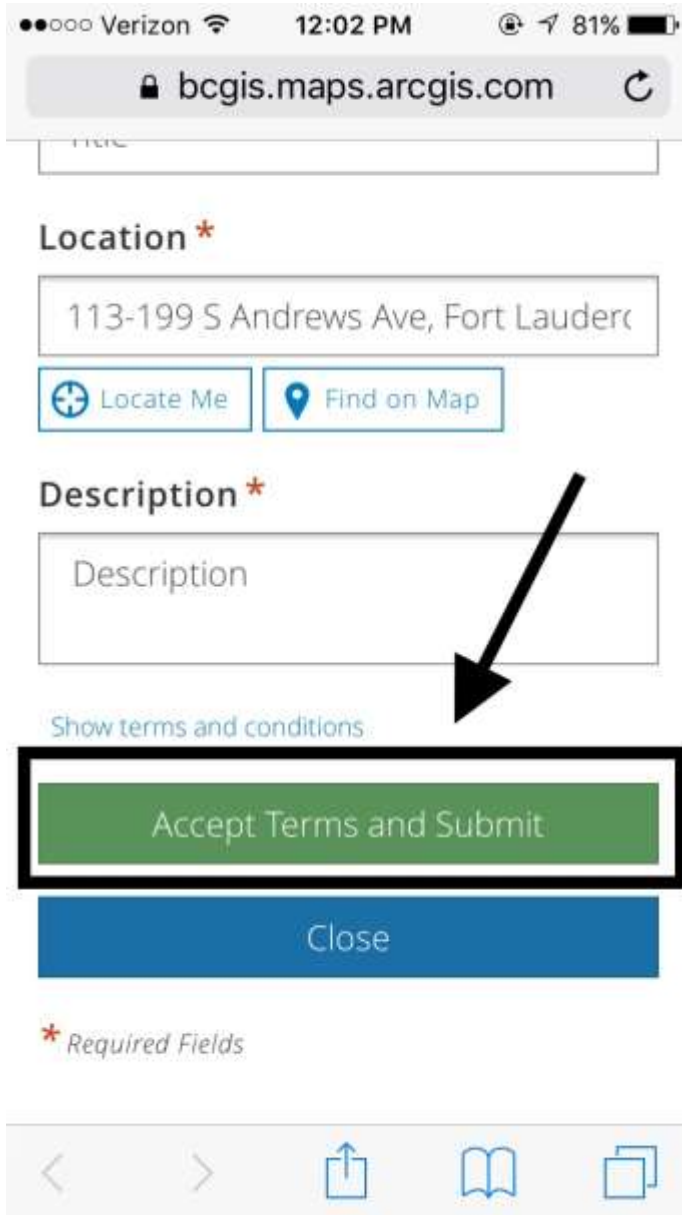 Verizon 12:02 PM 81%
bcgis.maps.arcgis.com
Title
Location *
113-199 S Andrews Ave, Fort Lauder
Locate Me Find on Map
Description *
Description
Show terms and conditions
Accept Terms and Submit
Close
* Required Fields